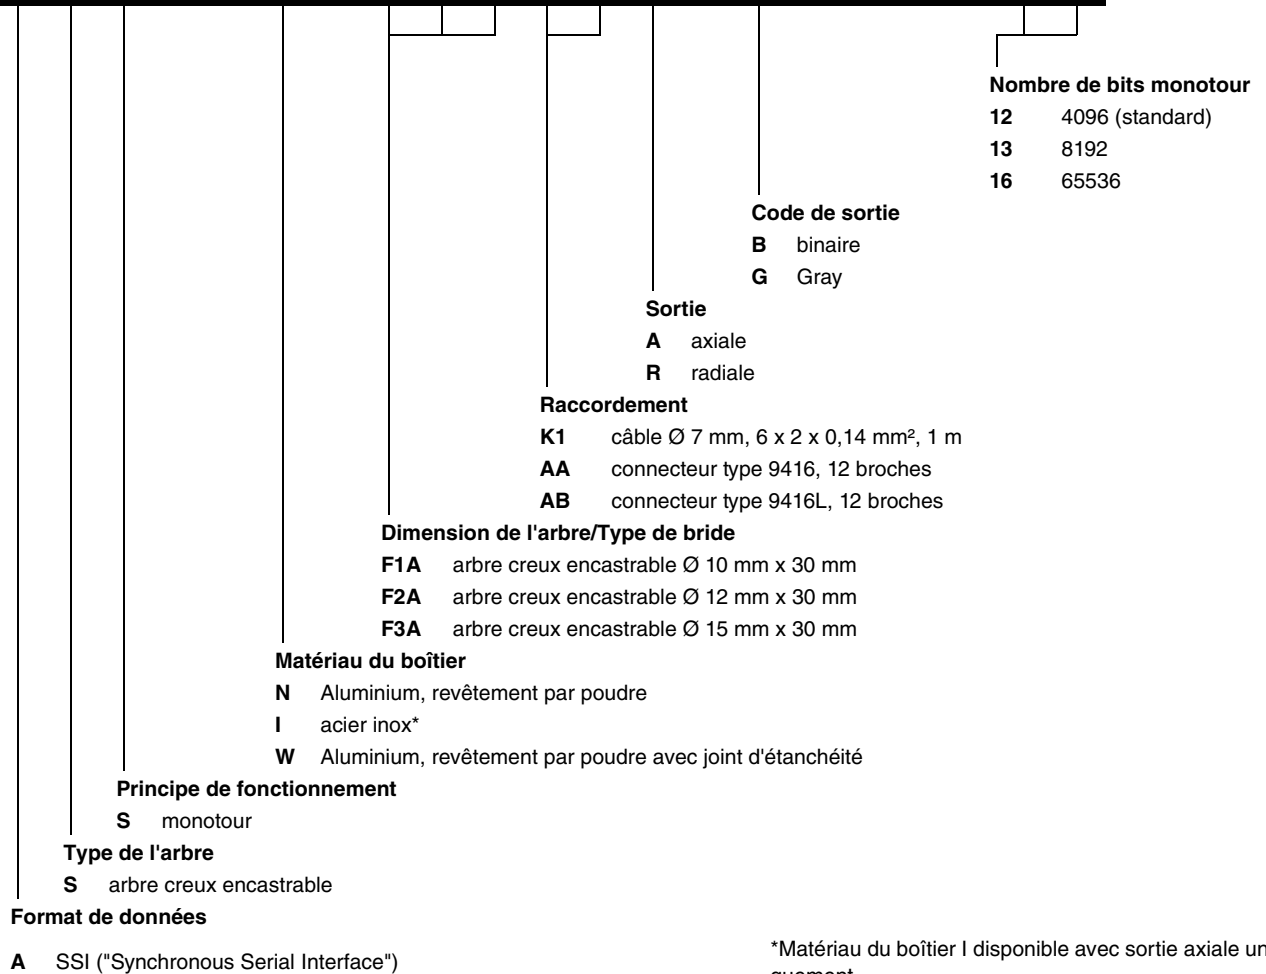 Nombre de bits monotour
12 4096 (standard)
13 8192
16 65536
Code de sortie
B binaire
G Gray
Sortie
A axiale
R radiale
Raccordement
K1 câble Ø 7 mm, 6 x 2 x 0,14 mm², 1 m
AA connecteur type 9416, 12 broches
AB connecteur type 9416L, 12 broches
Dimension de l'arbre/Type de bride
F1A arbre creux encastrable Ø 10 mm x 30 mm
F2A arbre creux encastrable Ø 12 mm x 30 mm
F3A arbre creux encastrable Ø 15 mm x 30 mm
Matériau du boîtier
N Aluminium, revêtement par poudre
I acier inox*
W Aluminium, revêtement par poudre avec joint d'étanchéité
Principe de fonctionnement
S monotour
Type de l'arbre
S arbre creux encastrable
Format de données
A SSI ("Synchronous Serial Interface")
*Matériau du boîtier I disponible avec sortie axiale un